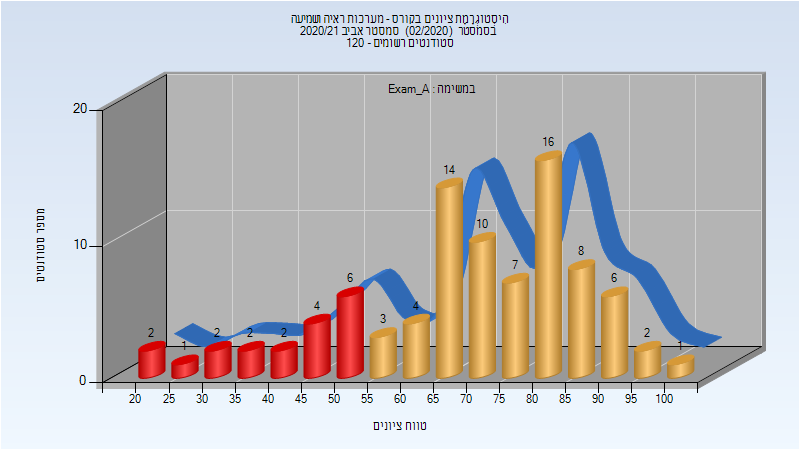 היסטוגרמת ציונים בקורס - מערכות ראיה ושמיעה
בסמסטר (02/2020) סמסטר אביב 2020/21
סטודנטים רשומים - 120
במשימה : Exam_A
מספר סטודנטים
20
10
0
2
1
2
2
2
4
6
3
4
14
10
7
16
8
6
2
1
20 25 30 35 40 45 50 55 60 65 70 75 80 85 90 95 100
טווח ציונים